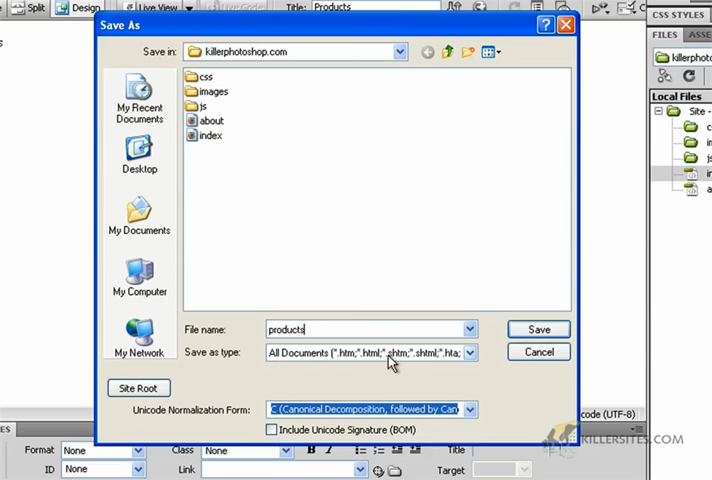 Split
Design
Live View
Live Code
Title: Products
CSS STYLES
Save As
FILES
ASSE
Save in:
killerphotoshop.com
killerphoto
css
images
js
about
index
My Recent
Documents
Desktop
My Documents
My Computer
My Network
Local Files
Site -
File name:
products
Save
Save as type:
All Documents (*.htm;*.html;*.shtm;*.shtml;*.hta;
Cancel
Site Root
Unicode Normalization Form:
C (Canonical Decomposition, followed by Can
code (UTF-8)
Include Unicode Signature (BOM)
KILLERSITES.COM
Format
None
Class
None
B I
Title
ID
None
Link
Target